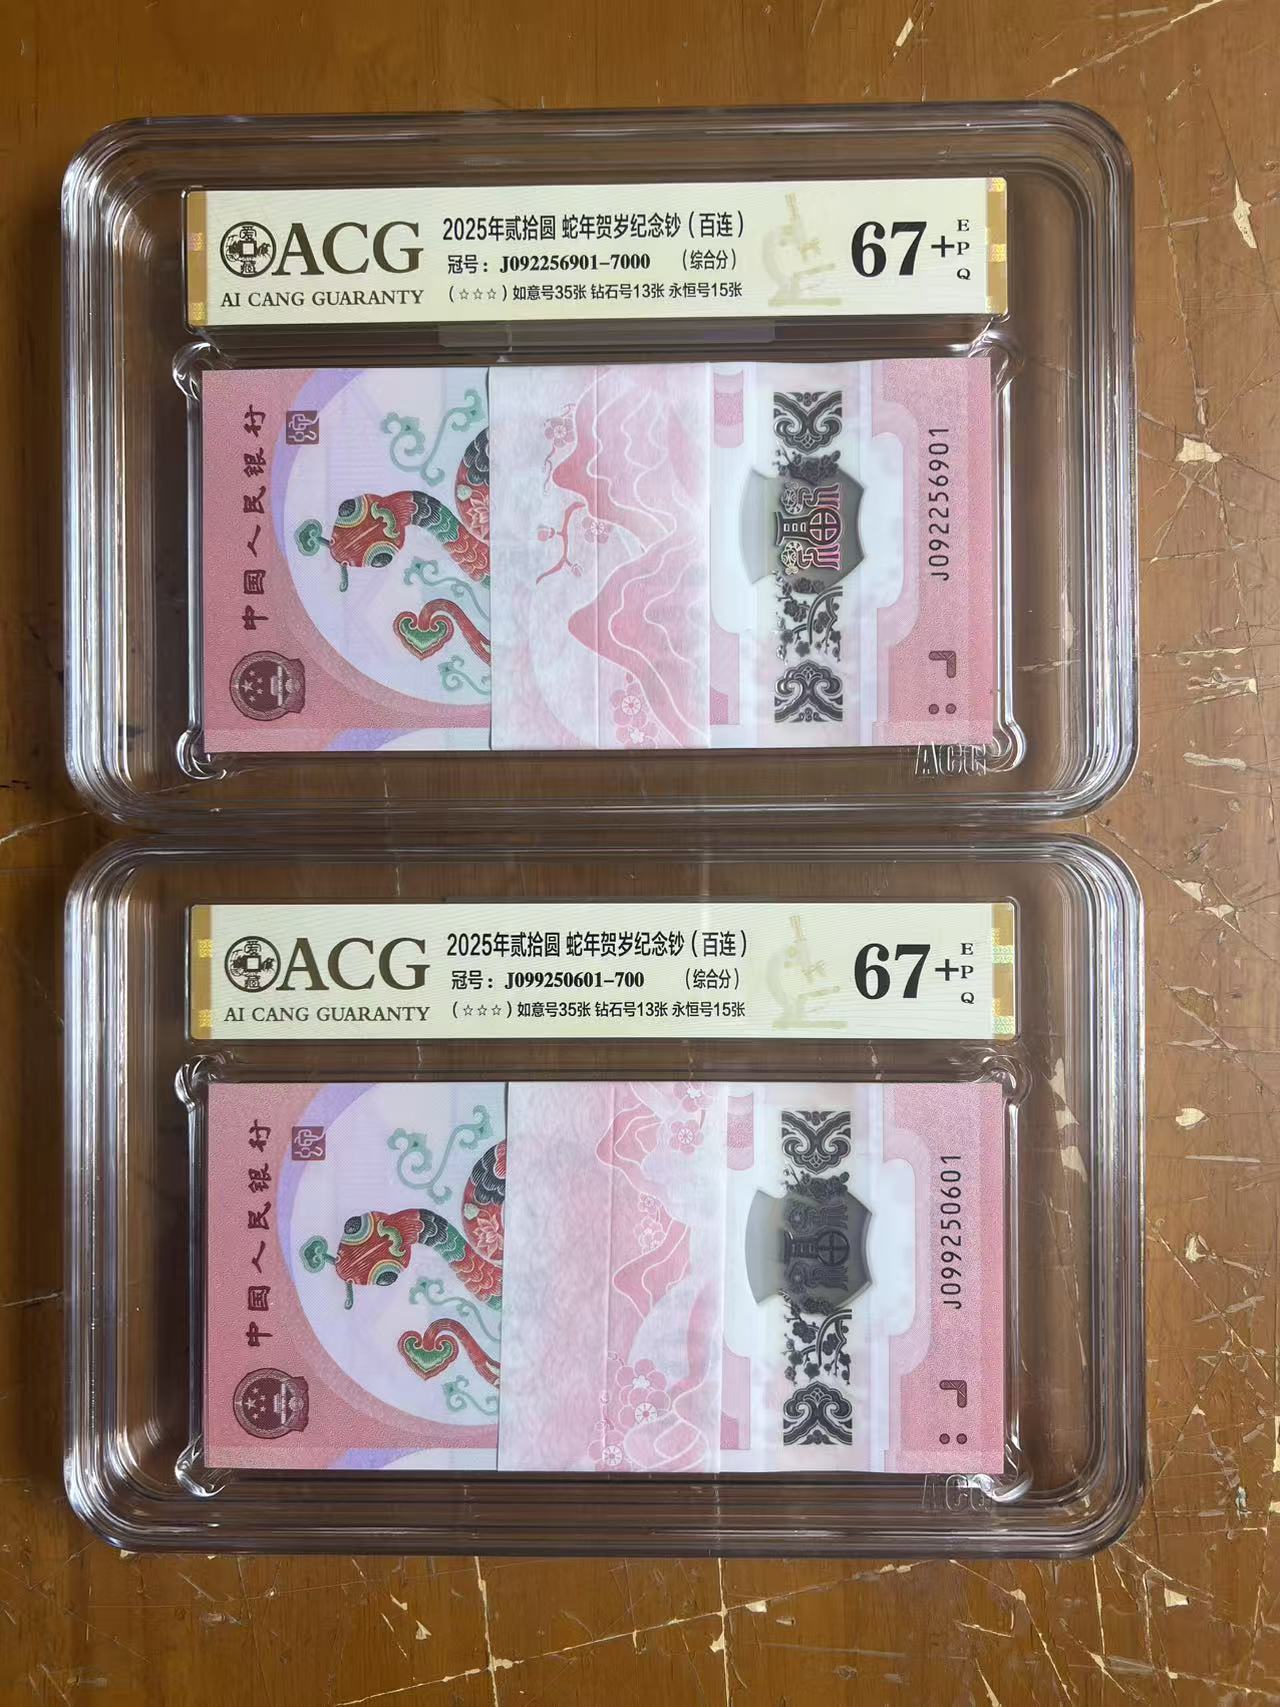 ACG
AI CANG GUARANTY
2025年贰拾圆 蛇年贺岁纪念钞(百连)
冠号:J092256901-7000 (综合分)
(☆☆☆)如意号35张 钻石号13张 永恒号15张
67+
EPQ
中国人民银行
福
J092256901
ACG
ACG
AI CANG GUARANTY
2025年贰拾圆 蛇年贺岁纪念钞(百连)
冠号:J099250601-700 (综合分)
(☆☆☆)如意号35张 钻石号13张 永恒号15张
67+
EPQ
中国人民银行
福
J099250601
ACG